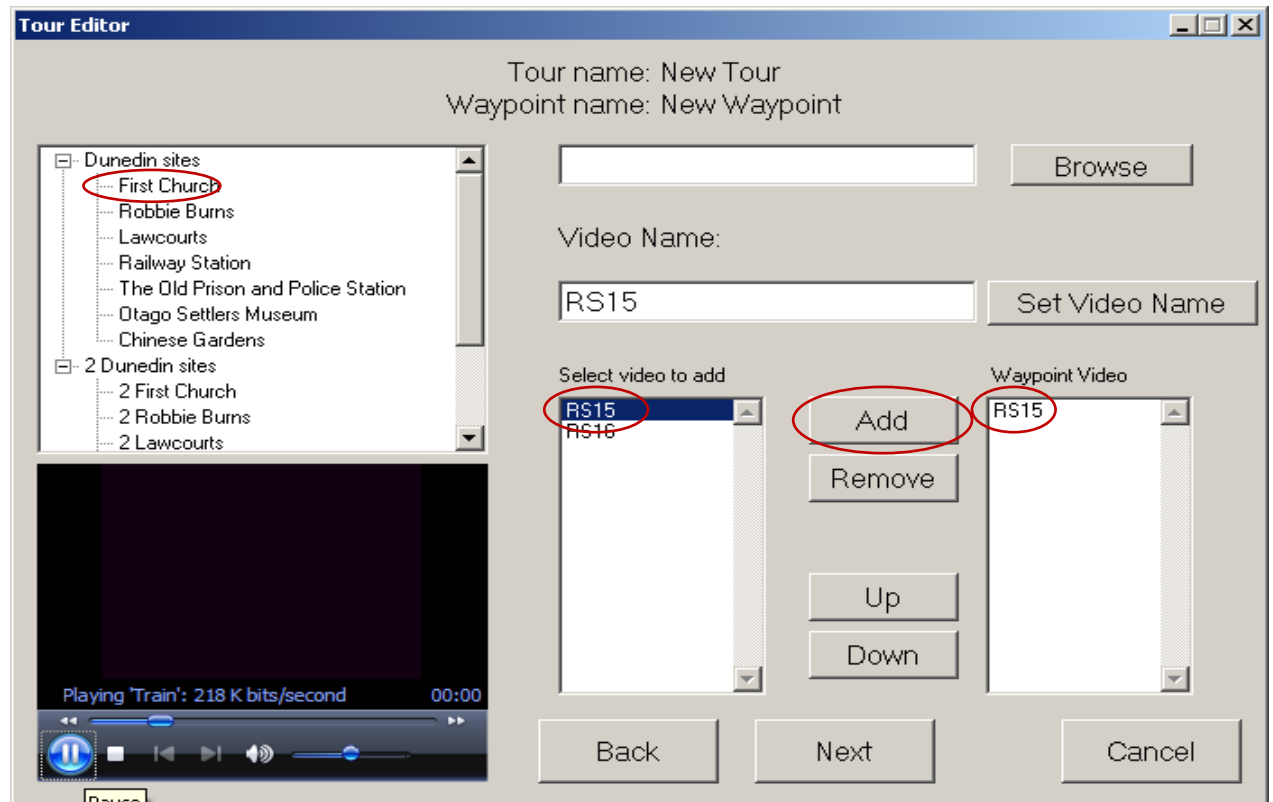 Tour Editor
Tour name: New Tour
Waypoint name: New Waypoint
Dunedin sites
First Church
Robbie Burns
Lawcourts
Railway Station
The Old Prison and Police Station
Otago Settlers Museum
Chinese Gardens
2 Dunedin sites
2 First Church
2 Robbie Burns
2 Lawcourts
Browse
Video Name:
RS15
Set Video Name
Select video to add
RS15
RS16
Add
Remove
Up
Down
Waypoint Video
RS15
Playing 'Train': 218 K bits/second 00:00
Pause
Back
Next
Cancel